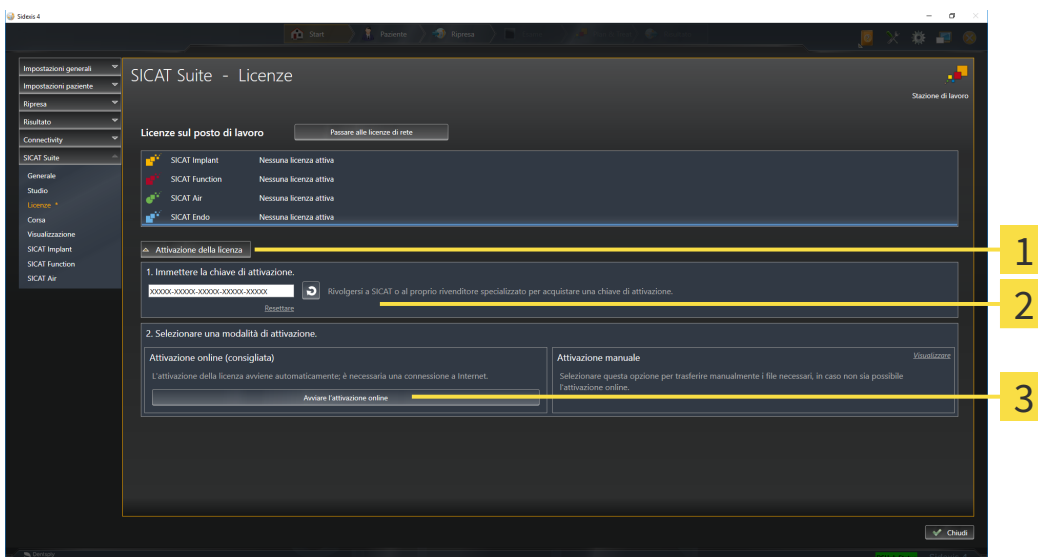 Sidexis 4
Start
Paziente
Ripresa
Impostazioni generali
Impostazioni paziente
Ripresa
Risultato
Connectivity
SICAT Suite
Generale
Studio
Licenze *
Corsa
Visualizzazione
SICAT Implant
SICAT Function
SICAT Air
SICAT Suite - Licenze
Stazione di lavoro
Licenze sul posto di lavoro
Passare alle licenze di rete
SICAT Implant Nessuna licenza attiva
SICAT Function Nessuna licenza attiva
SICAT Air Nessuna licenza attiva
SICAT Endo Nessuna licenza attiva
Attivazione della licenza
1
1. Immettere la chiave di attivazione.
XXXXX-XXXXX-XXXXX-XXXXX-XXXXX
Rivolgersi a SICAT o al proprio rivenditore specializzato per acquistare una chiave di attivazione.
2
Resettare
2. Selezionare una modalità di attivazione.
Attivazione online (consigliata)
L'attivazione della licenza avviene automaticamente; è necessaria una connessione a Internet.
Avviare l'attivazione online
Attivazione manuale
Visualizzare
Selezionare questa opzione per trasferire manualmente i file necessari, in caso non sia possibile
l'attivazione online.
3
Chiudi
Dentsply
Sidexis 4